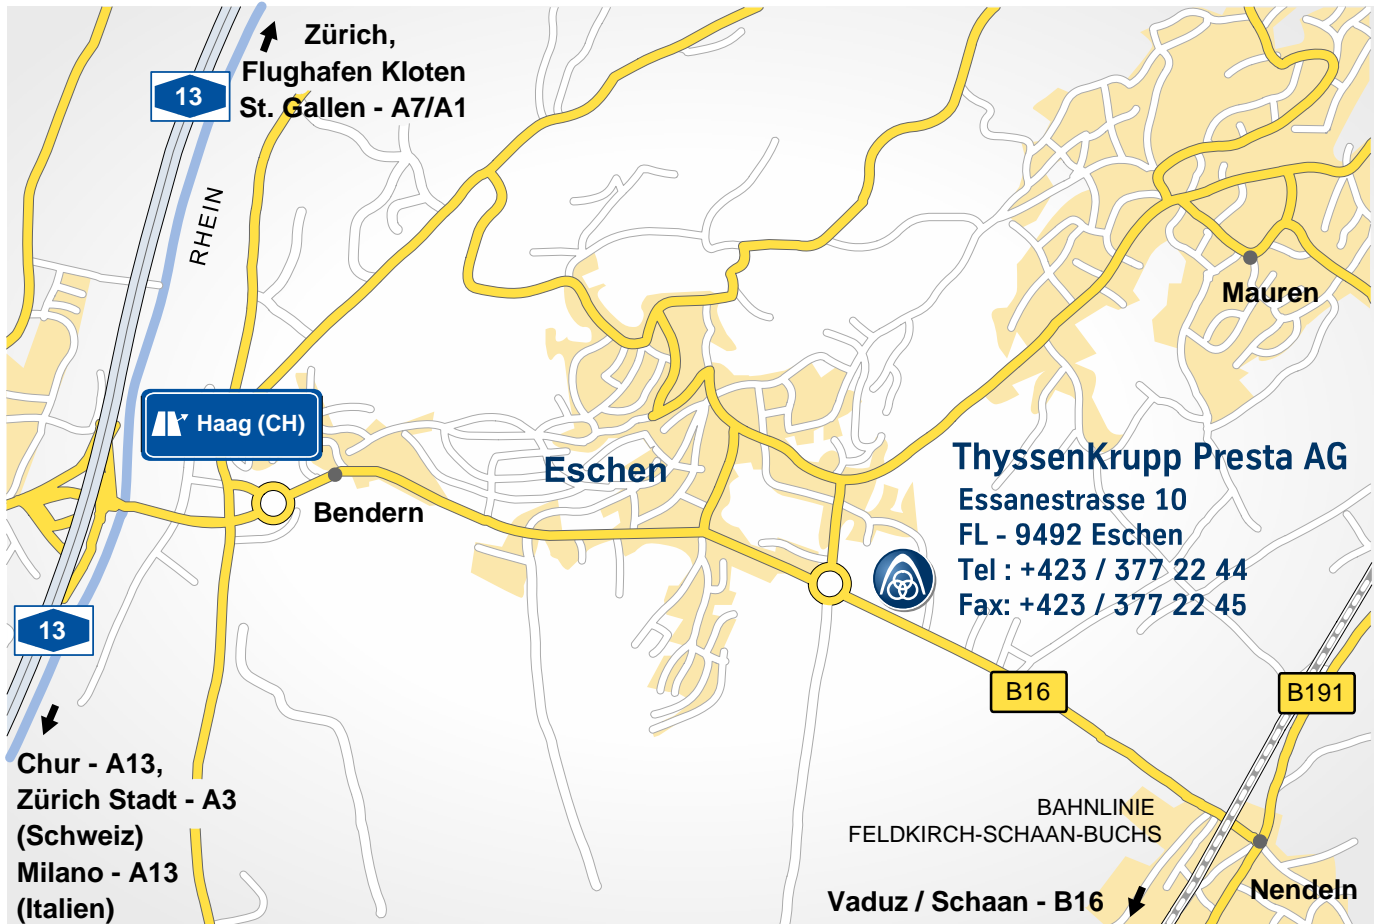 Zürich,
Flughafen Kloten
St. Gallen - A7/A1
13
RHEIN
Mauren
Haag (CH)
Eschen
Bendern
ThyssenKrupp Presta AG
Essanestrasse 10
FL - 9492 Eschen
Tel : +423 / 377 22 44
Fax: +423 / 377 22 45
13
B16
B191
Chur - A13,
Zürich Stadt - A3
(Schweiz)
Milano - A13
(Italien)
BAHNLINIE
FELDKIRCH-SCHAAN-BUCHS
Vaduz / Schaan - B16
Nendeln